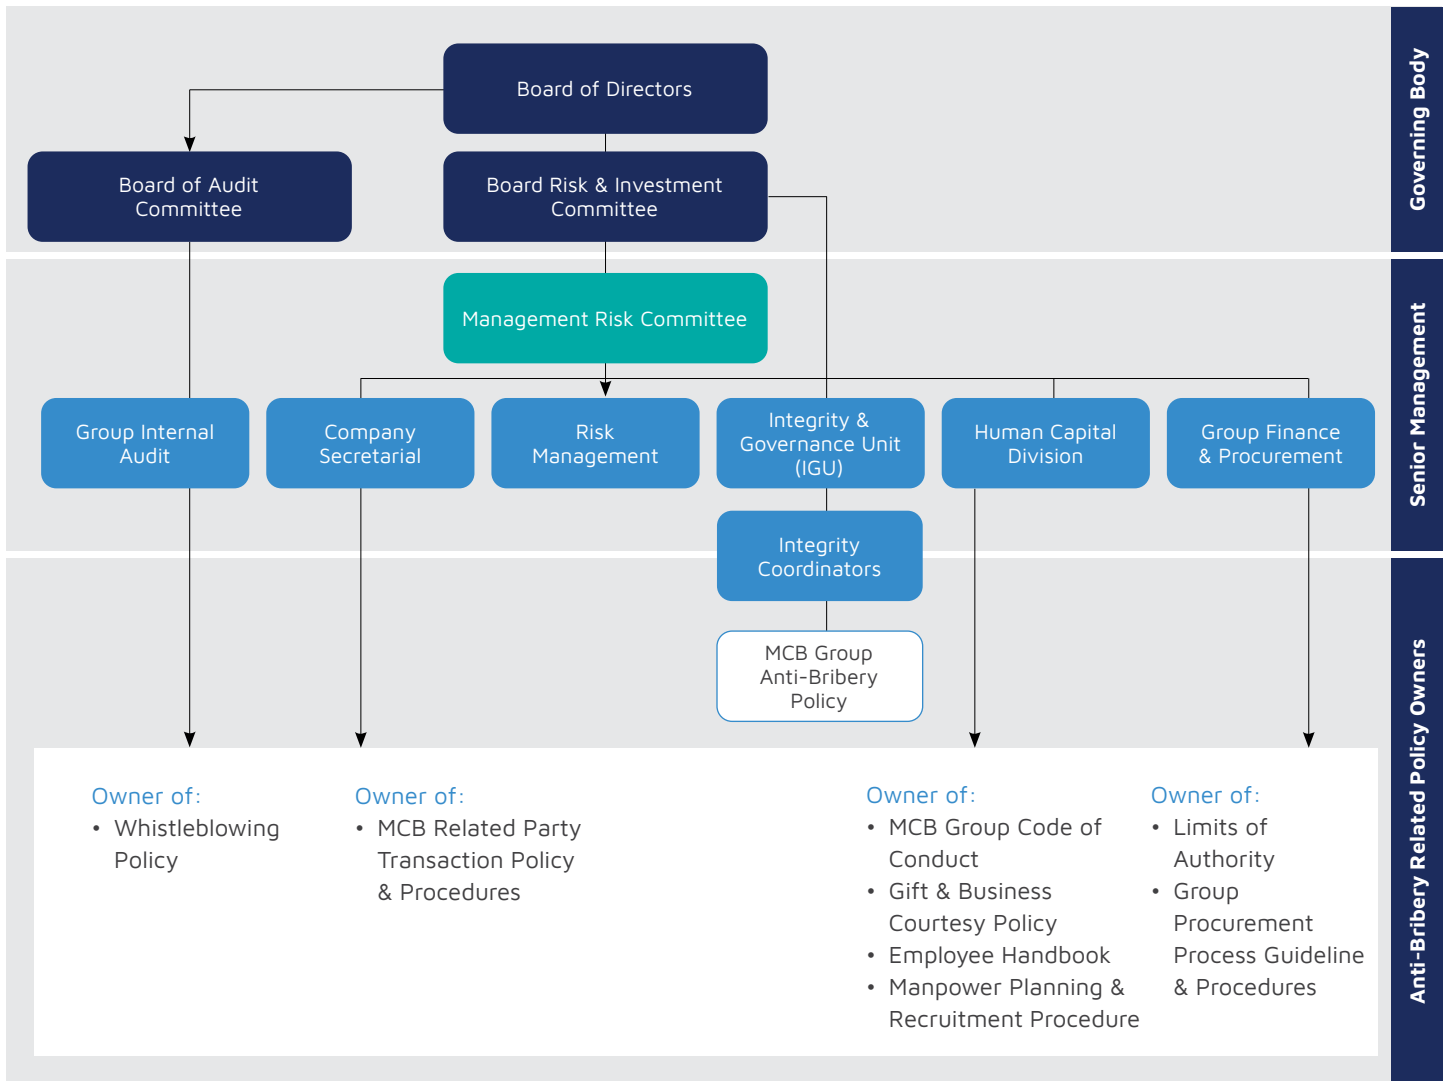 Board of Directors
Board of Audit
Committee
Board Risk & Investment
Committee
Governing Body
Management Risk Committee
Group Internal
Audit
Company
Secretarial
Risk
Management
Integrity &
Governance Unit
(IGU)
Human Capital
Division
Group Finance
& Procurement
Integrity
Coordinators
Senior Management
MCB Group
Anti-Bribery
Policy
Owner of:
• Whistleblowing
Policy
Owner of:
• MCB Related Party
Transaction Policy
& Procedures
Owner of:
• MCB Group Code of
Conduct
• Gift & Business
Courtesy Policy
• Employee Handbook
• Manpower Planning &
Recruitment Procedure
Owner of:
• Limits of
Authority
• Group
Procurement
Process Guideline
& Procedures
Anti-Bribery Related Policy Owners